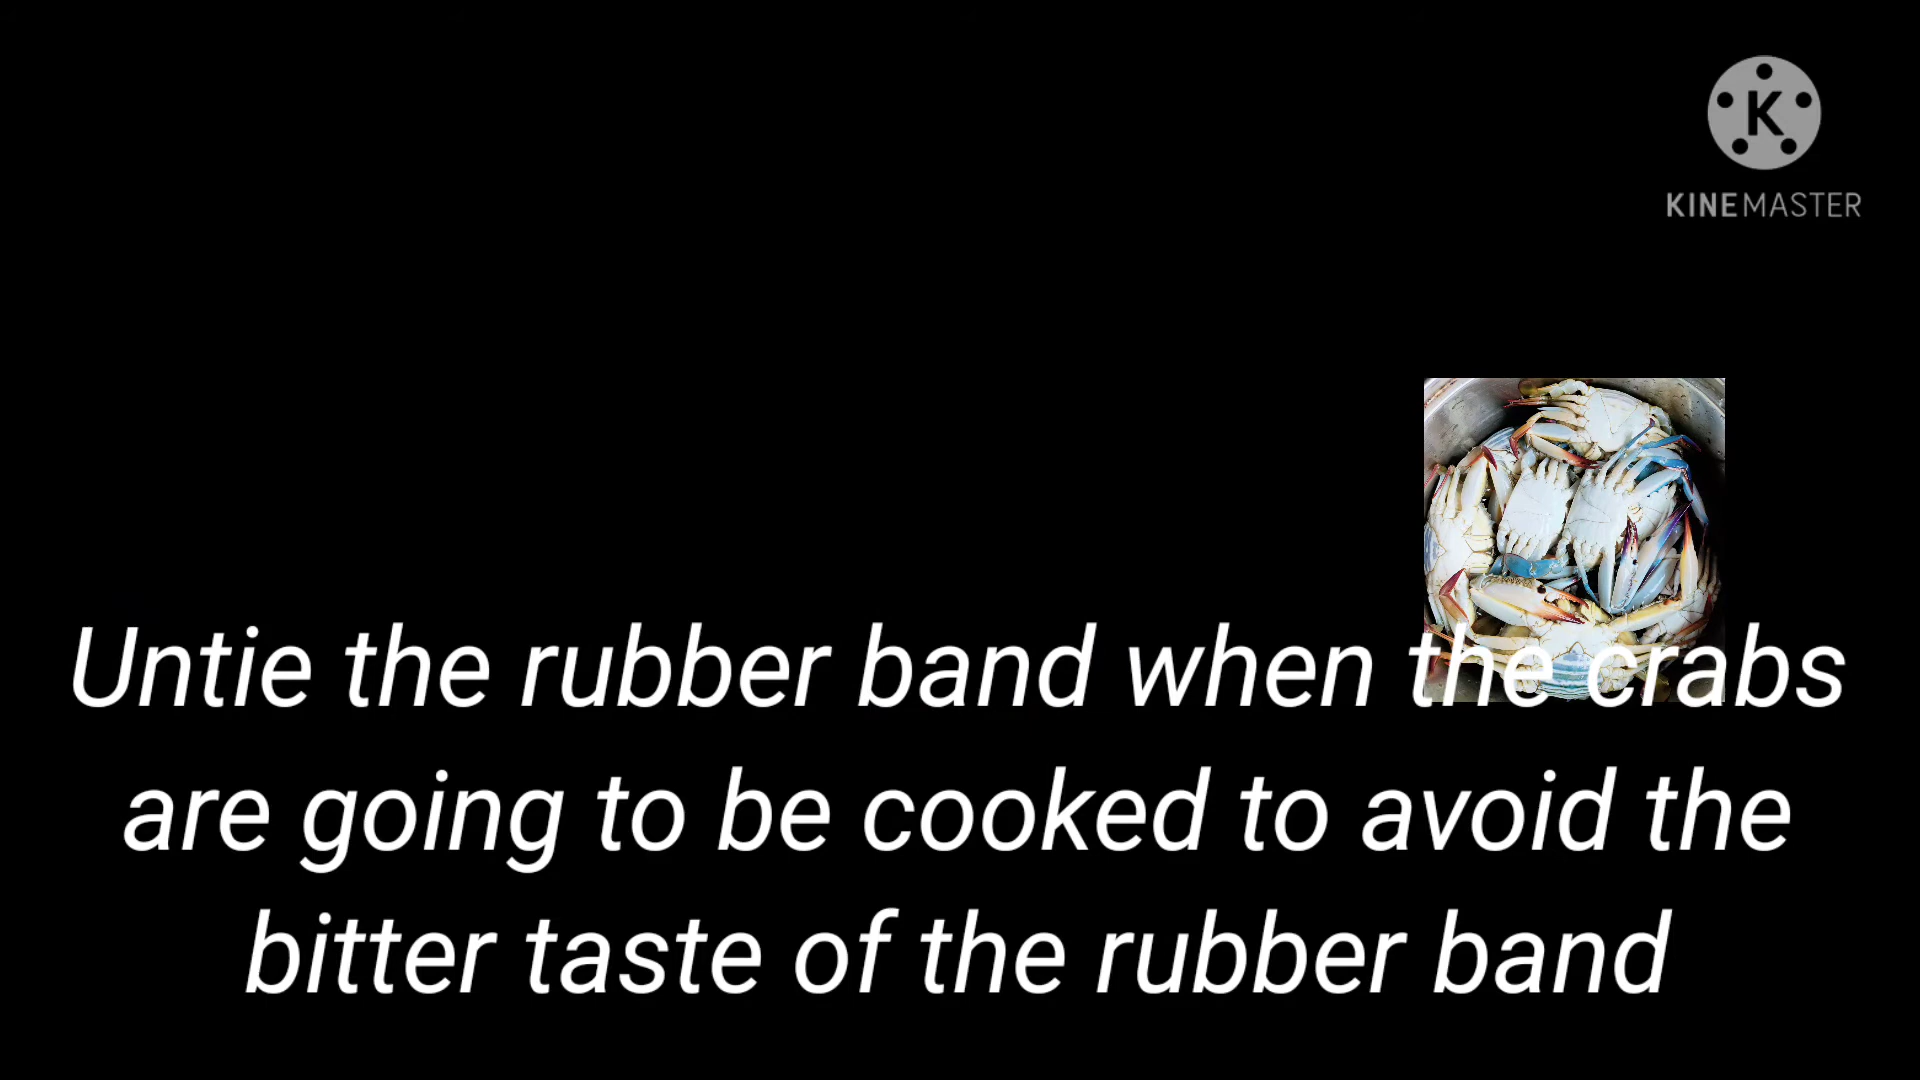 K
KINEMASTER
Untie the rubber band when the crabs
are going to be cooked to avoid the
bitter taste of the rubber band